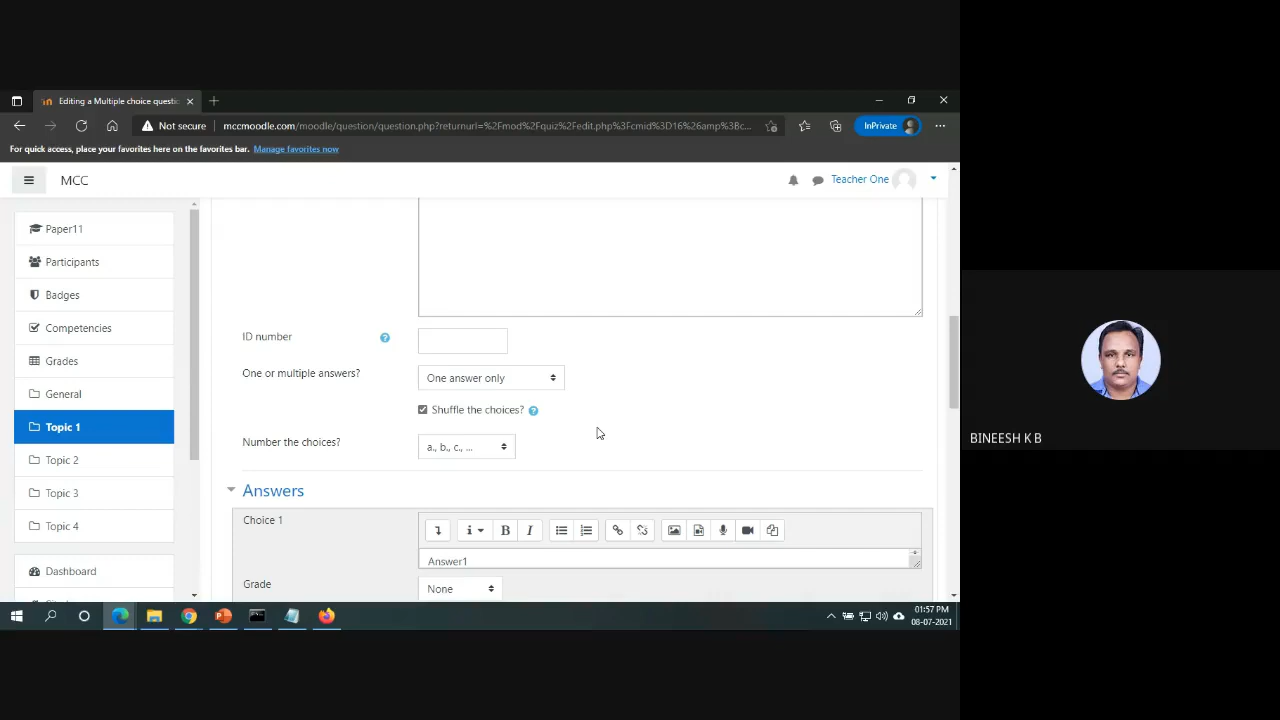 Editing a Multiple choice questio
Not secure
mccmoodle.com/moodle/question/question.php?returnurl=%2Fmod%2Fquiz%2Fedit.php%3Fcmid%3D16%26amp%3Bc...
InPrivate
For quick access, place your favorites here on the favorites bar. Manage favorites now
MCC
Teacher One
Paper11
Participants
Badges
Competencies
Grades
General
Topic 1
Topic 2
Topic 3
Topic 4
Dashboard
ID number
One or multiple answers?
One answer only
Shuffle the choices?
Number the choices?
a., b., c., ...
Answers
Choice 1
B I
Answer1
Grade
None
01:57 PM
08-07-2021
BINEESH K B